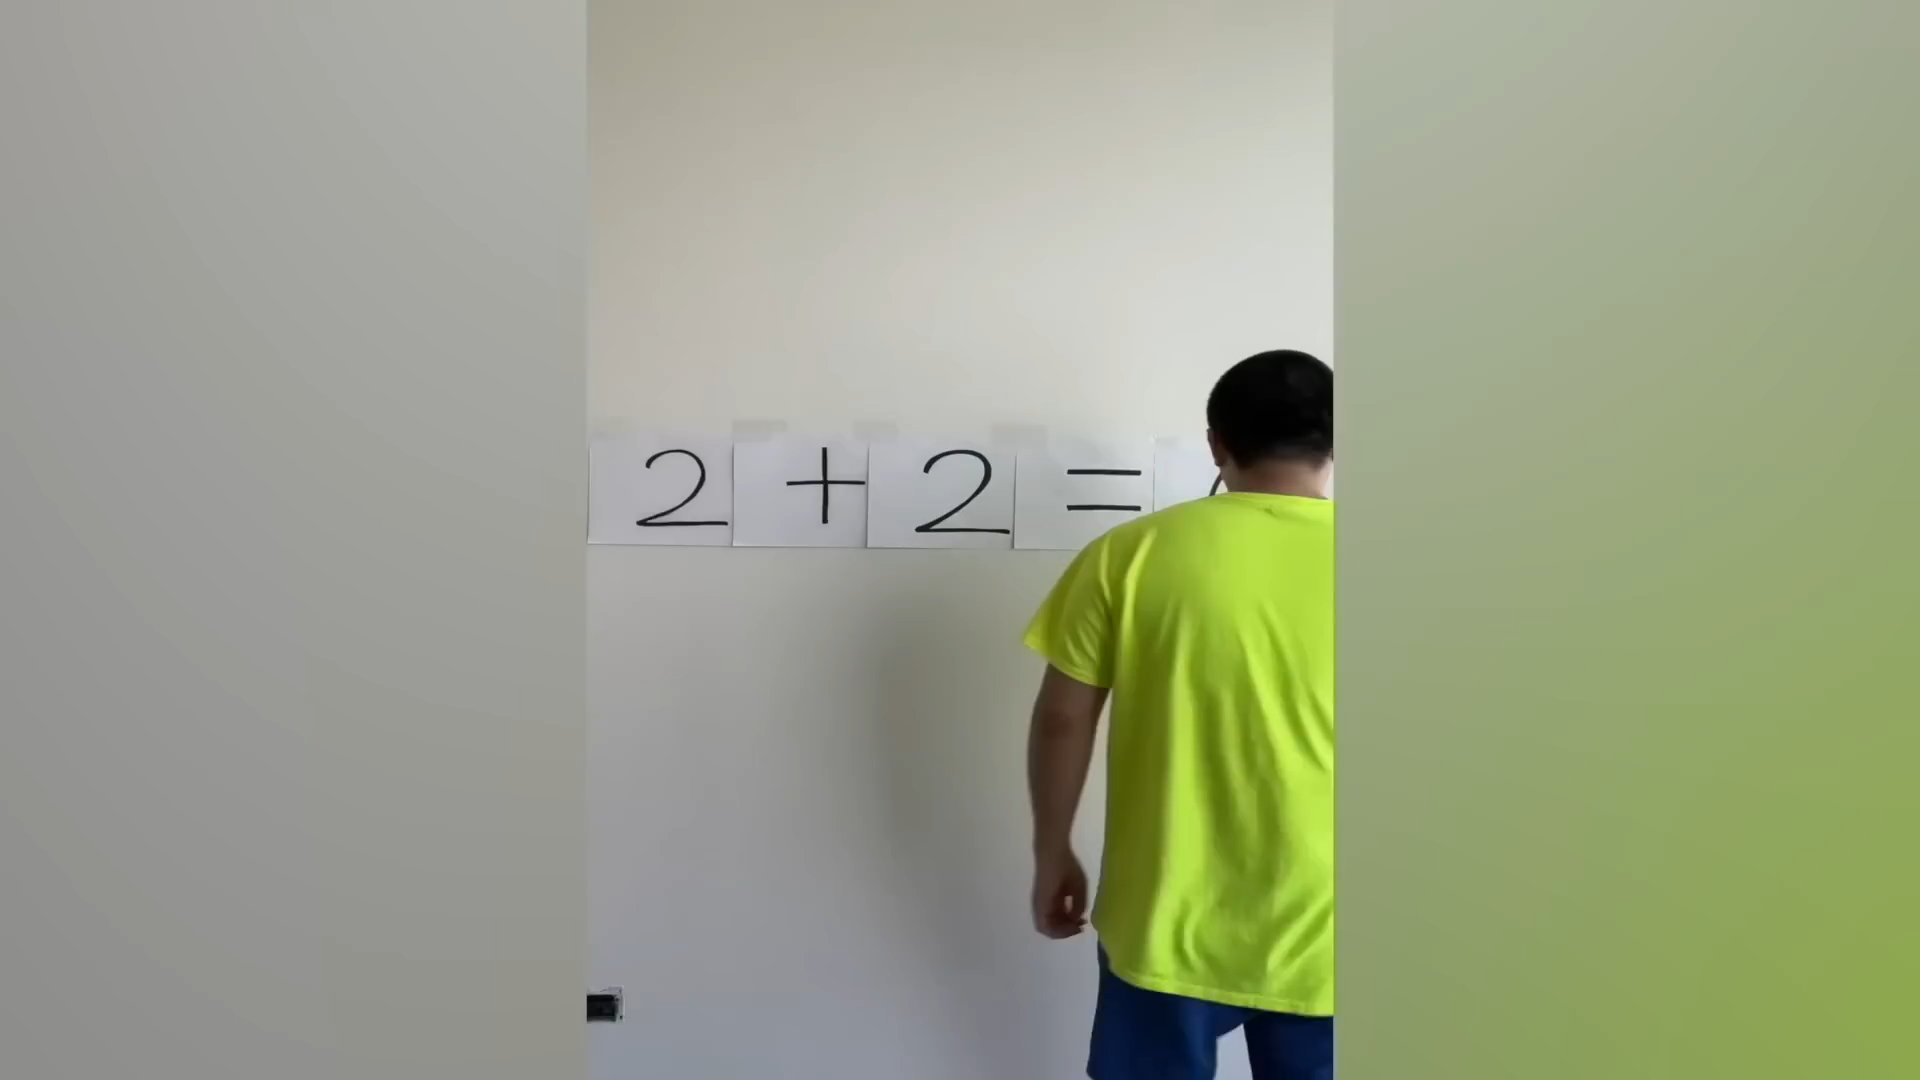 2 + 2 =